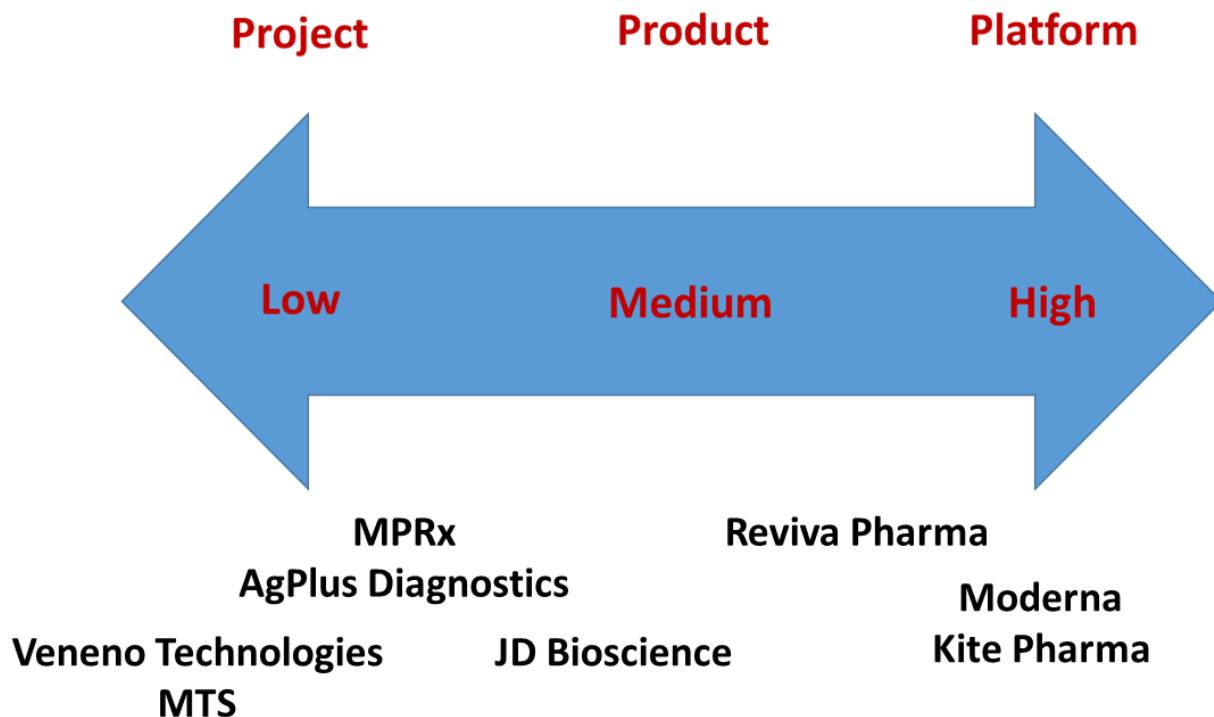 Project
Product
Platform
Low
Medium
High
MPRx
AgPlus Diagnostics
Reviva Pharma
Moderna
Kite Pharma
Veneno Technologies
MTS
JD Bioscience